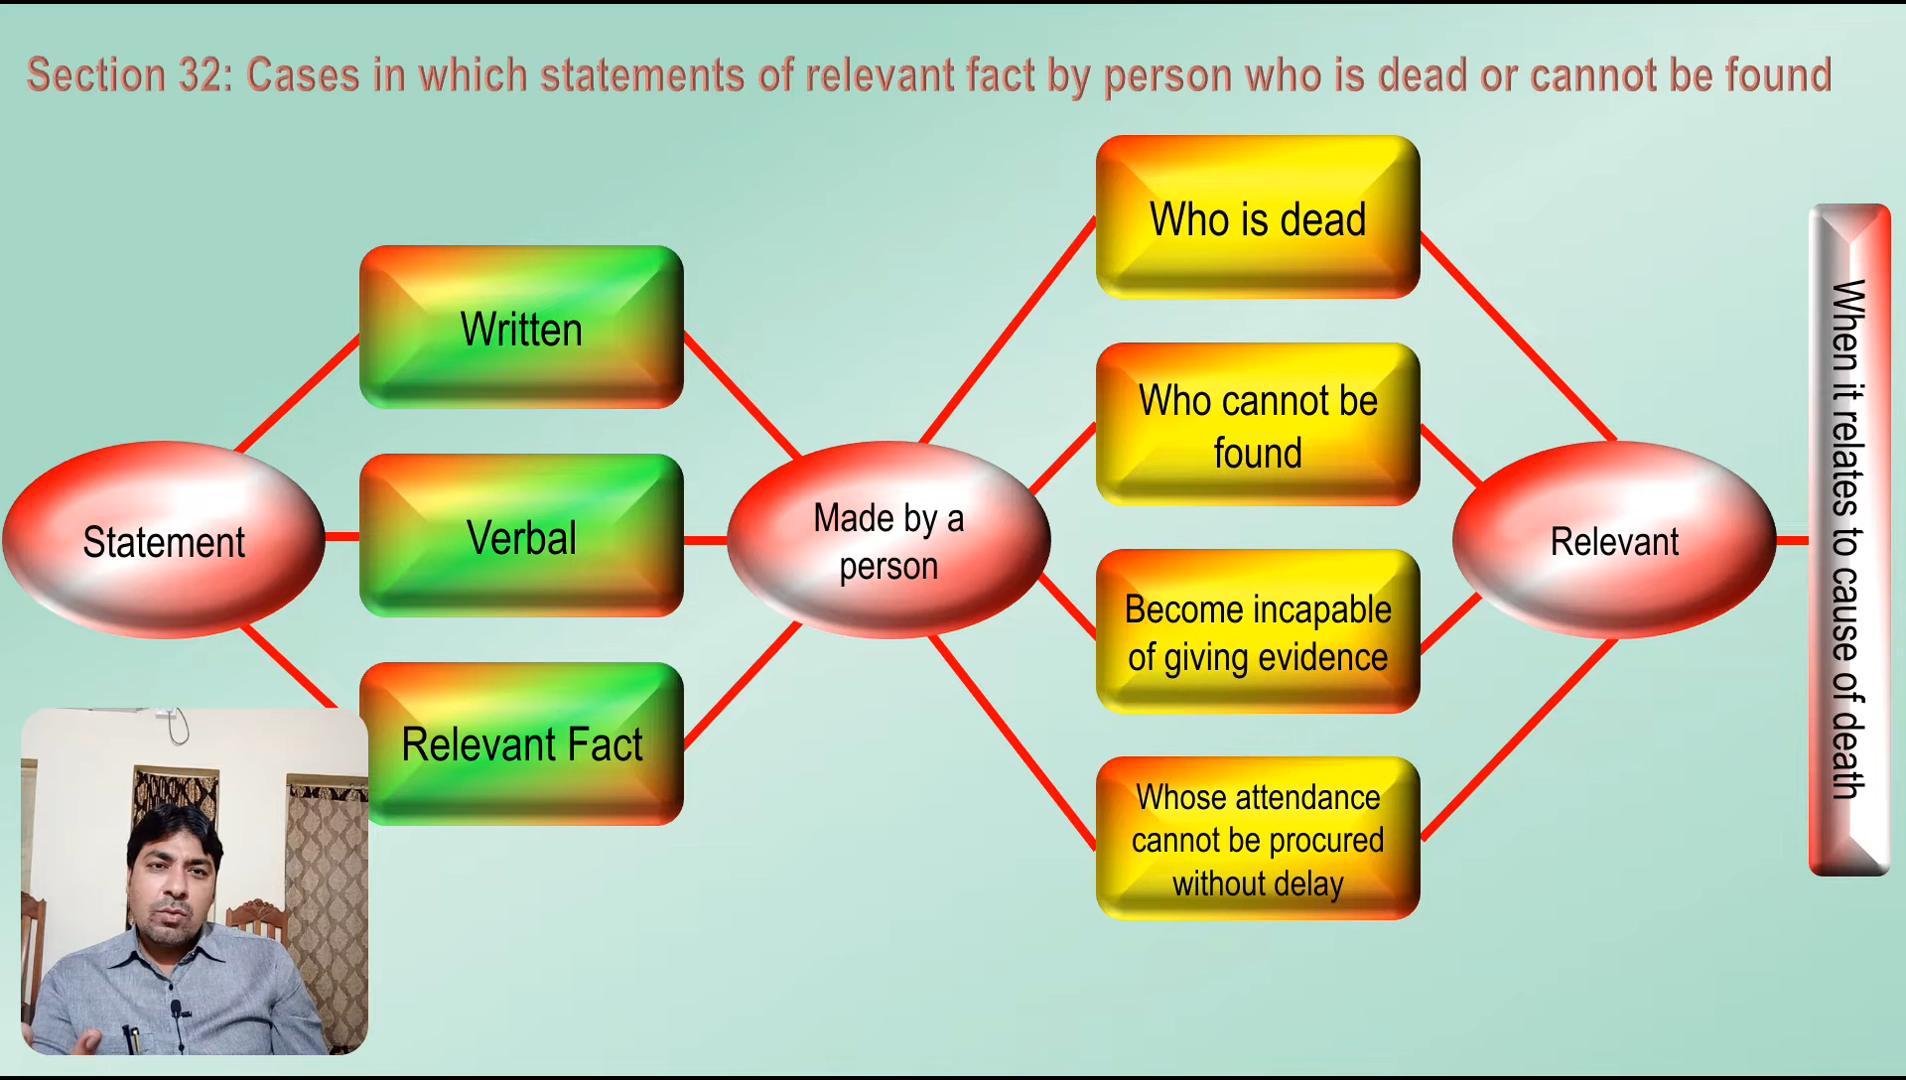 Section 32: Cases in which statements of relevant fact by person who is dead or cannot be found
Statement
Written
Verbal
Relevant Fact
Made by a
person
Who is dead
Who cannot be
found
Become incapable
of giving evidence
Whose attendance
cannot be procured
without delay
Relevant
When it relates to cause of death